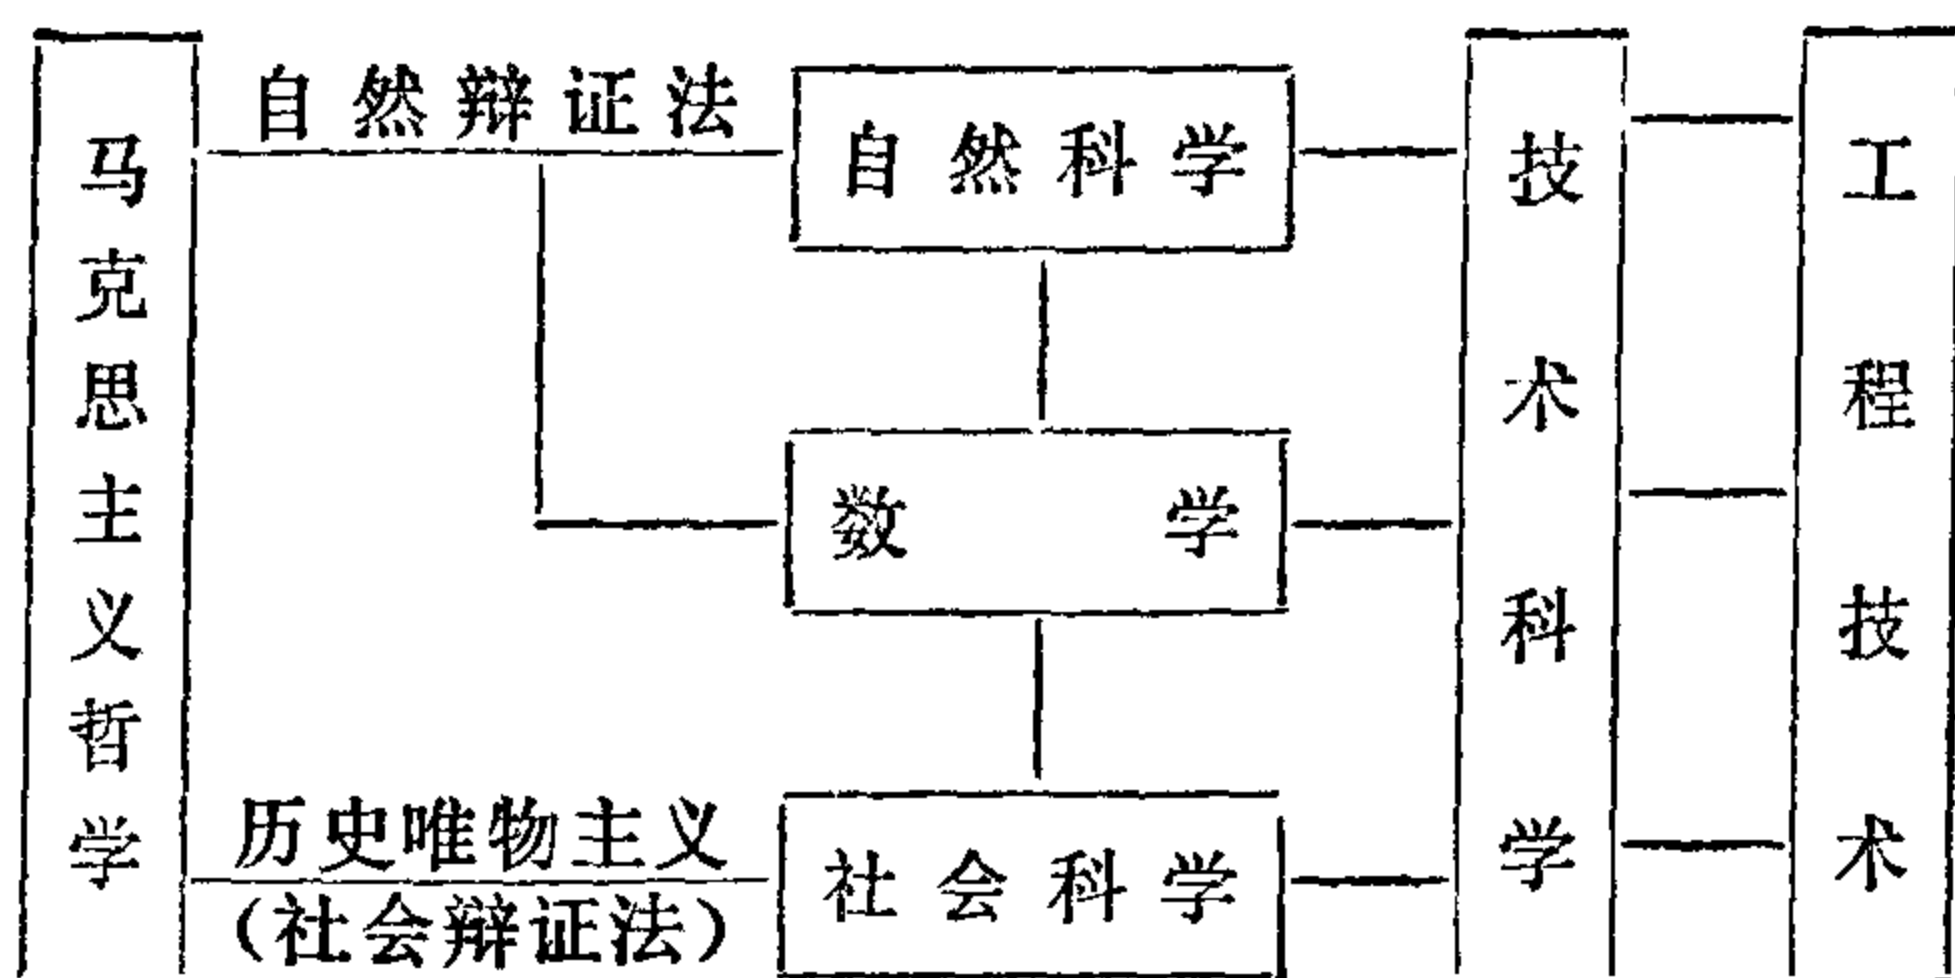 马克思主义哲学
自然辩证法
自然科学
数学
历史唯物主义
(社会辩证法)
社会科学
技术科学
工程技术